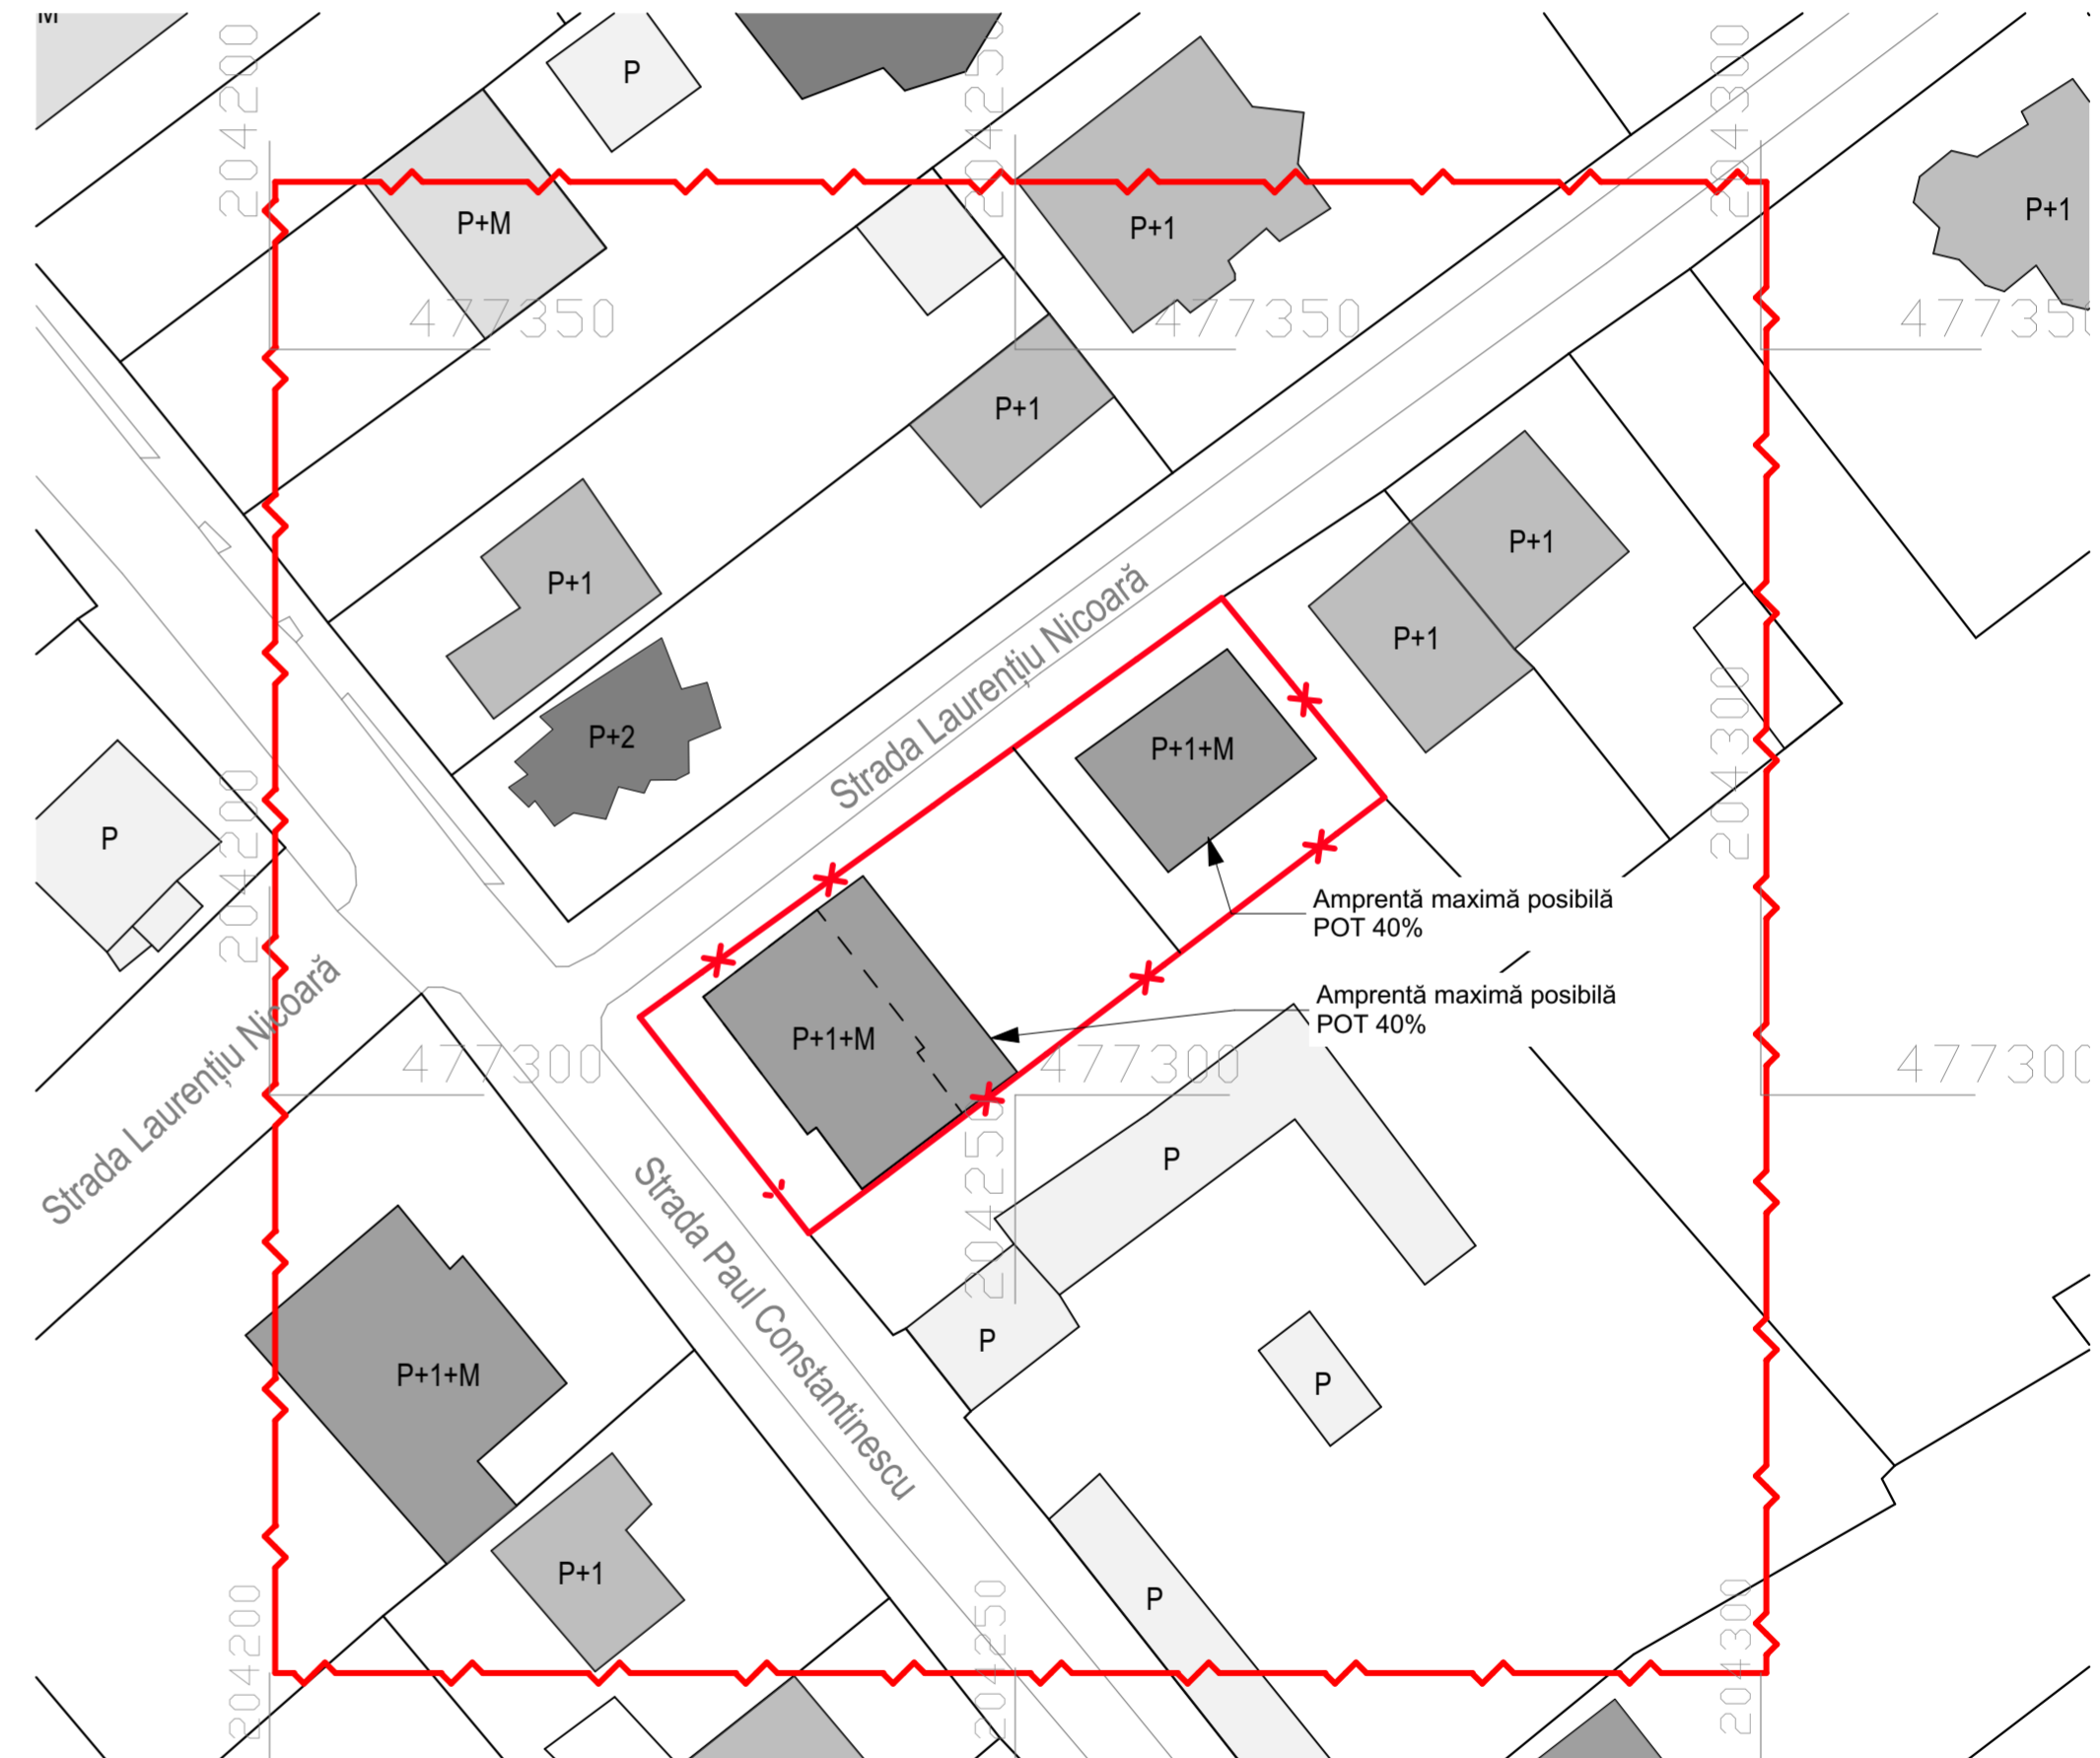 M
204200
204250
204300
P
P+M
P+1
P+1
477350
477350
47735
P+1
P+1
P+1
P+1
P+2
Strada Laurențiu Nicoară
P+1+M
204200
204300
P
Amprentă maximă posibilă
POT 40%
Amprentă maximă posibilă
POT 40%
P+1+M
477300
477300
477300
Strada Laurențiu Nicoară
204250
P
Strada Paul Constantinescu
P
P+1+M
P
P+1
P
204200
204250
204300